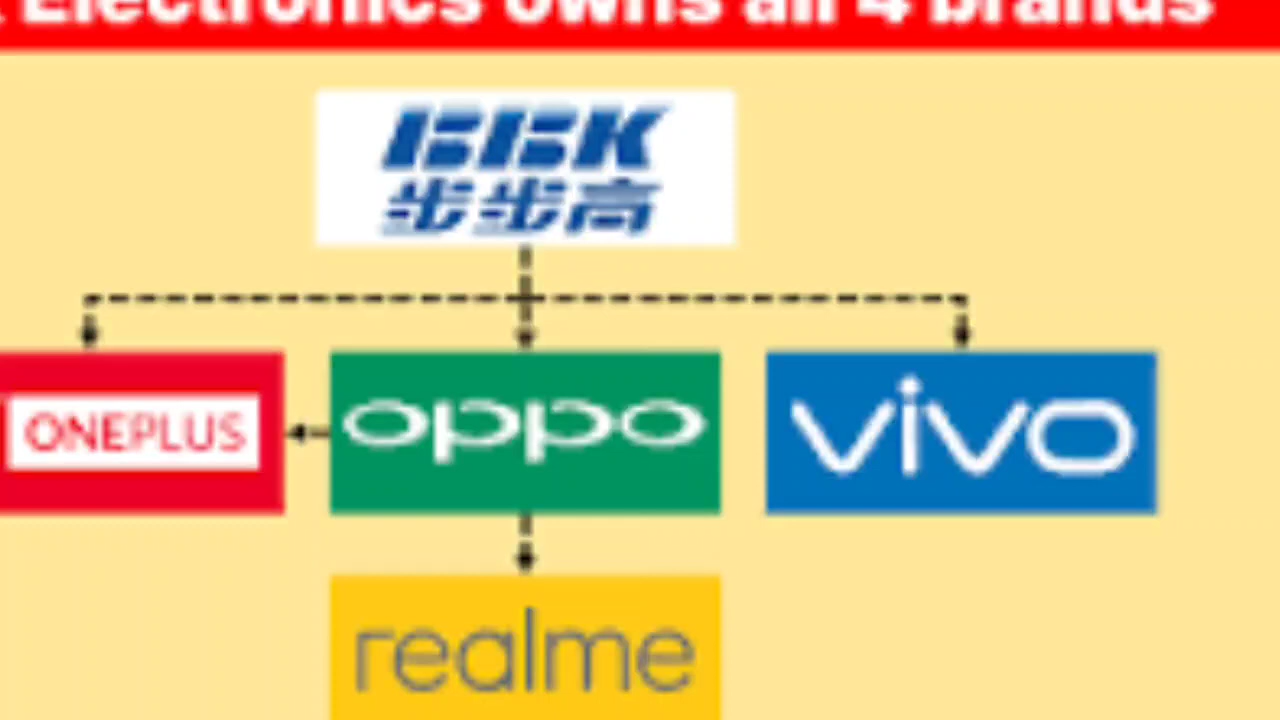 Electronics owns all 4 brands
BBK
步步高
ONEPLUS
oppo
vivo
realme